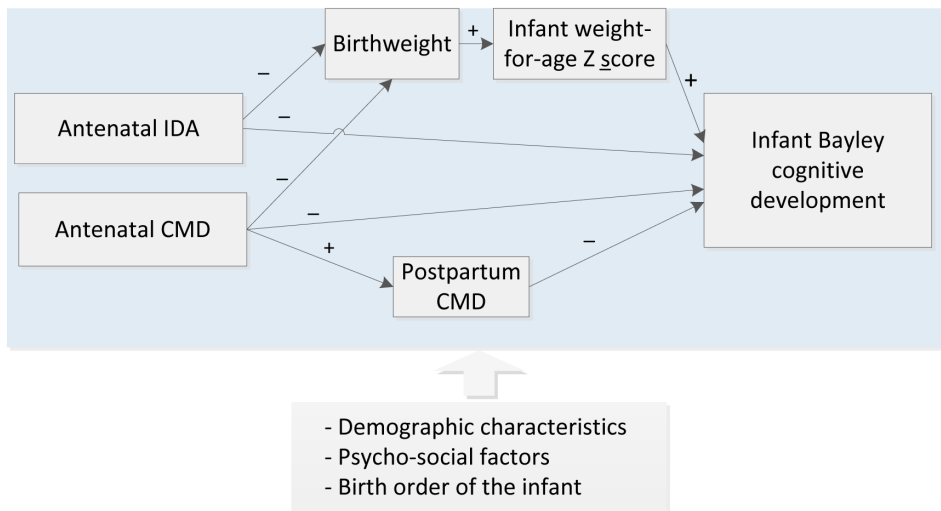 Birthweight
+
Infant weight-
for-age Z score
–
+
Antenatal IDA
–
Infant Bayley
cognitive
development
–
Antenatal CMD
–
+
–
Postpartum
CMD
- Demographic characteristics
- Psycho-social factors
- Birth order of the infant